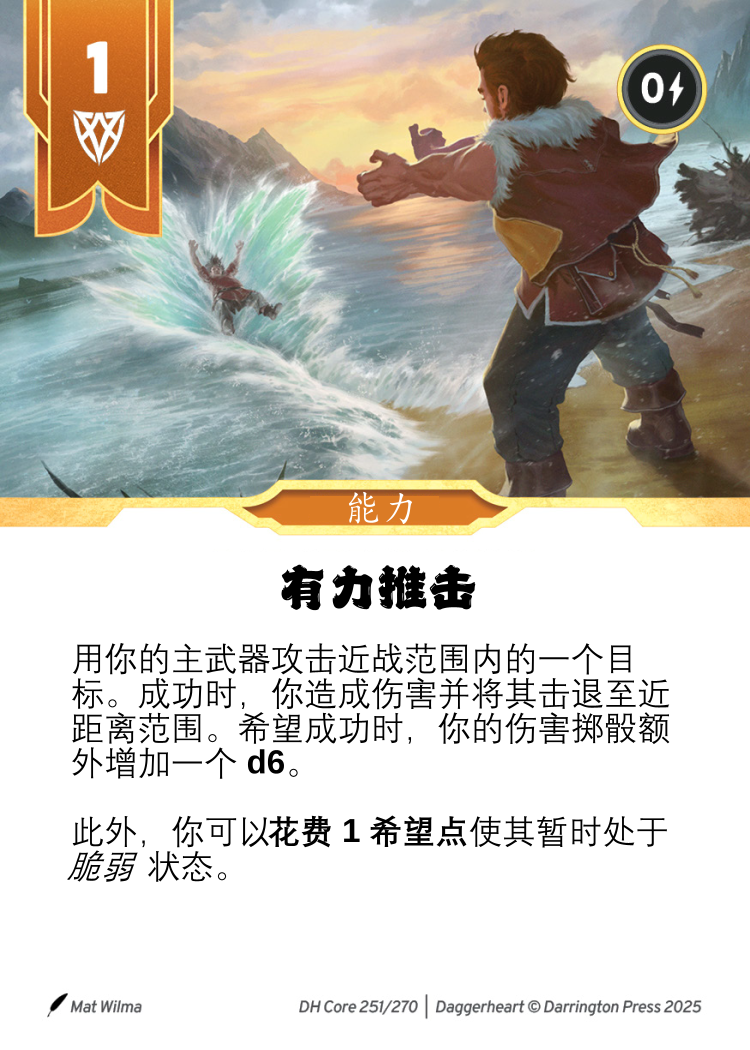 1
0
能力
有力推击
用你的主武器攻击近战范围内的一个目
标。成功时，你造成伤害并将其击退至近
距离范围。希望成功时，你的伤害掷骰额
外增加一个 d6。
此外，你可以花费 1 希望点使其暂时处于
脆弱 状态。
Mat Wilma
DH Core 251/270 | Daggerheart © Darrington Press 2025